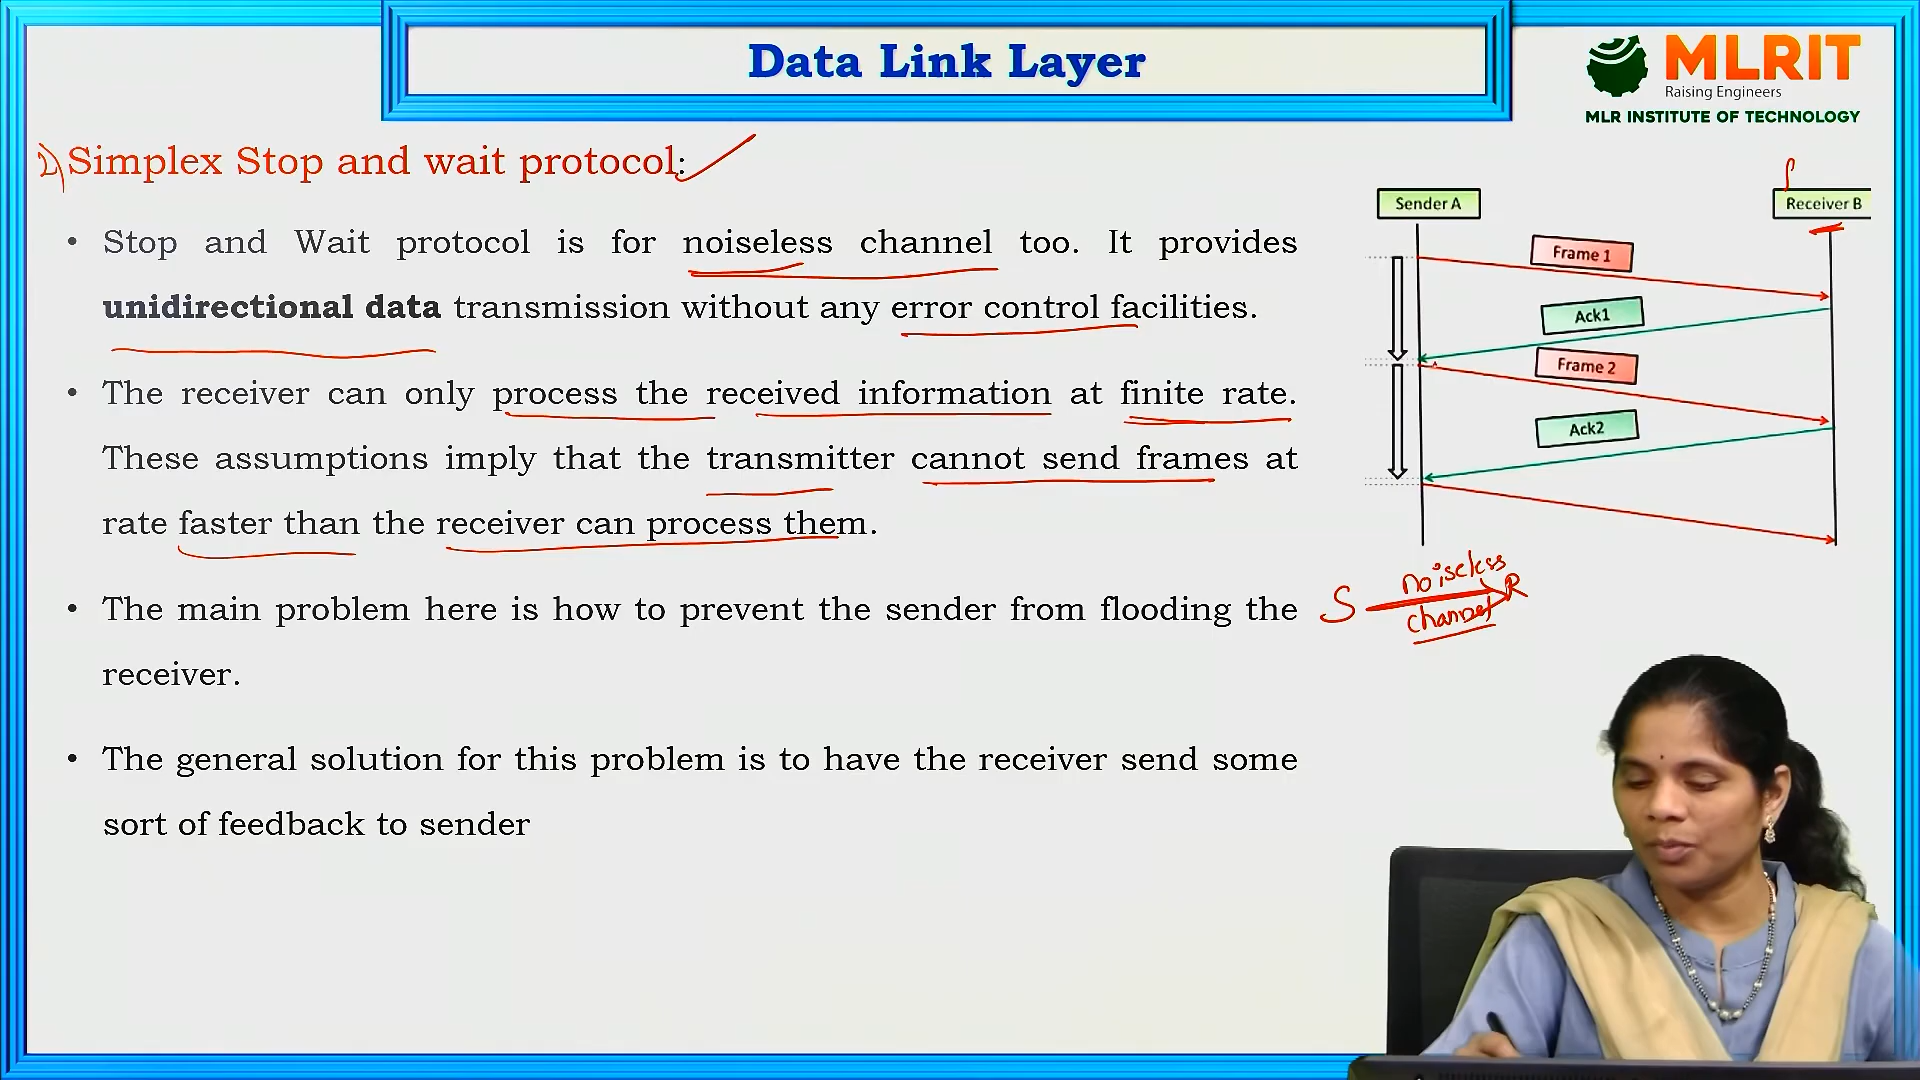 Data Link Layer
MLRIT
Raising Engineers
MLR INSTITUTE OF TECHNOLOGY
2) Simplex Stop and wait protocol:
• Stop and Wait protocol is for noiseless channel too. It provides
unidirectional data transmission without any error control facilities.
• The receiver can only process the received information at finite rate.
These assumptions imply that the transmitter cannot send frames at
rate faster than the receiver can process them.
• The main problem here is how to prevent the sender from flooding the
receiver.
• The general solution for this problem is to have the receiver send some
sort of feedback to sender
Sender A
Receiver B
Frame 1
Ack1
Frame 2
Ack2
S noiseless R
channel